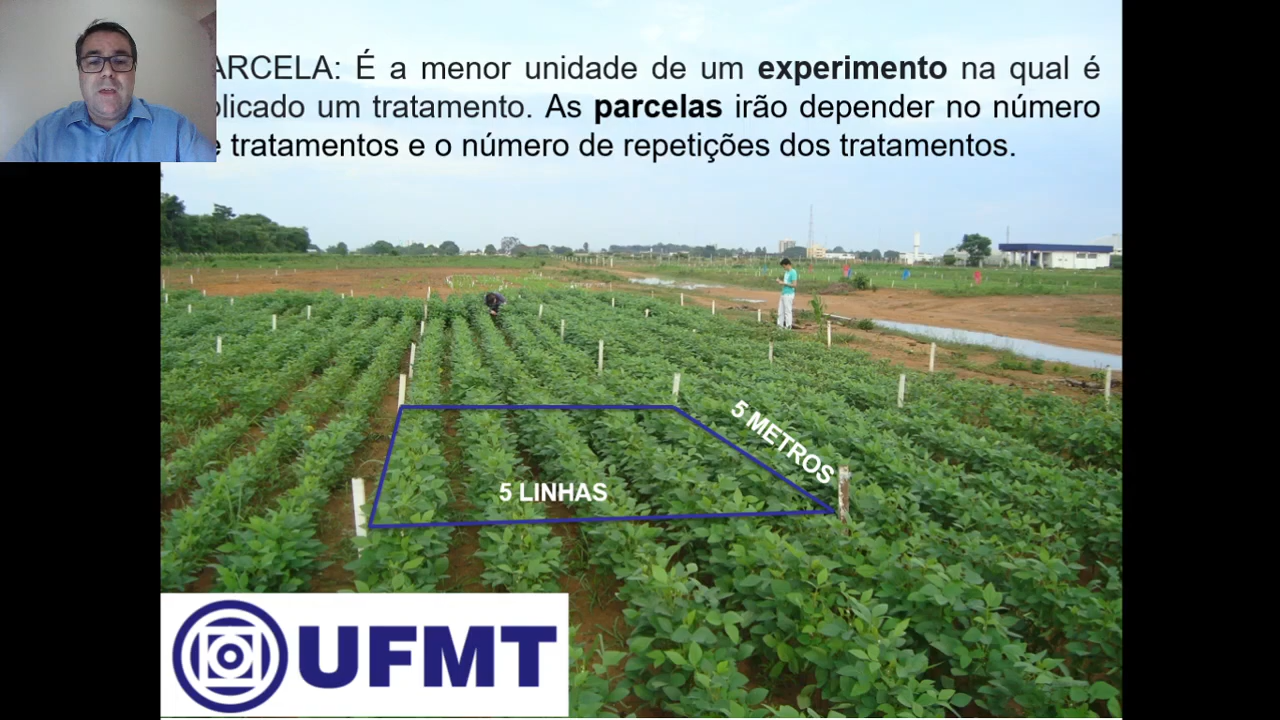 ARCELA: É a menor unidade de um experimento na qual é
plicado um tratamento. As parcelas irão depender no número
e tratamentos e o número de repetições dos tratamentos.
5 METROS
5 LINHAS
UFMT